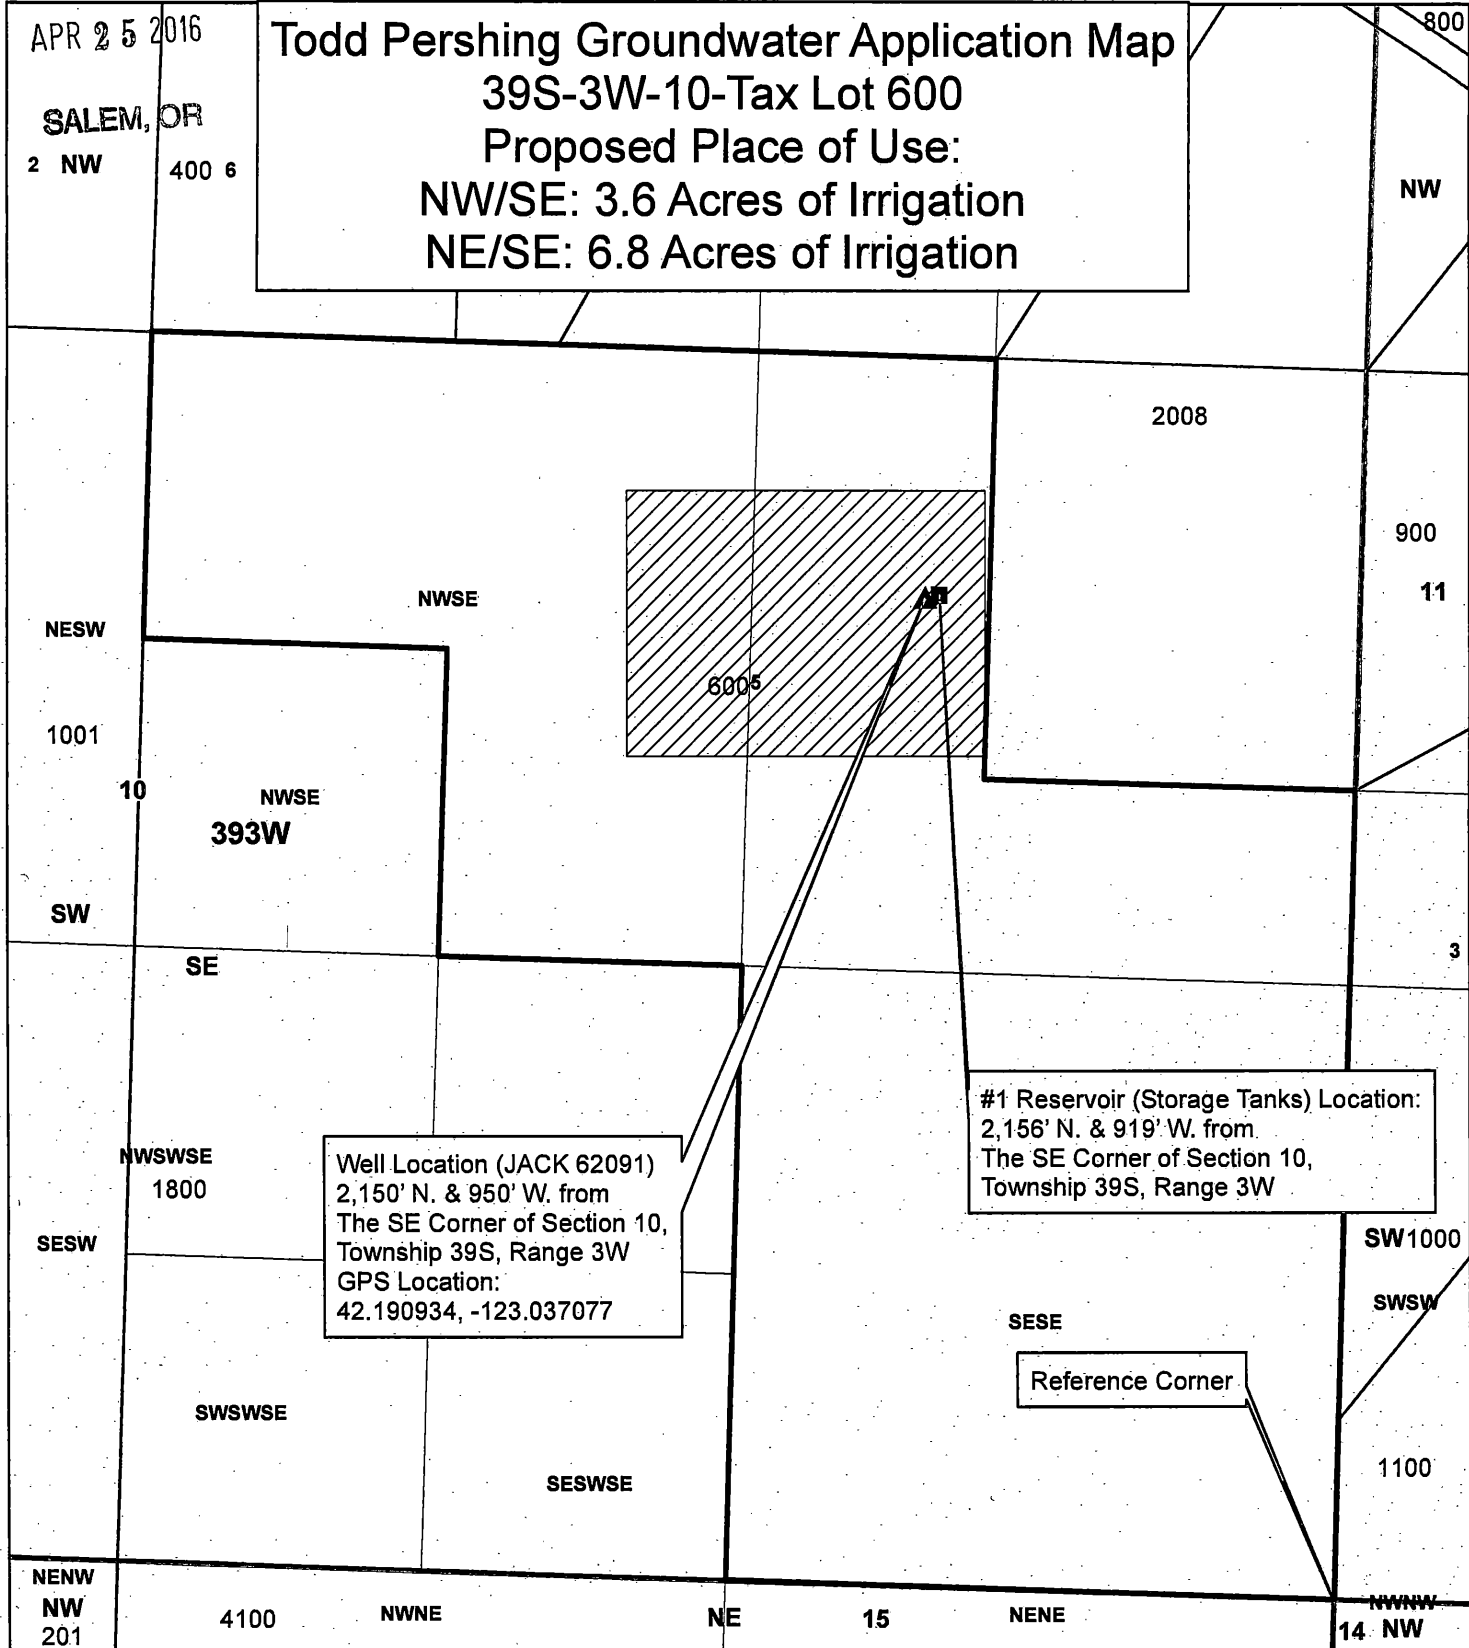 APR 25 2016
SALEM, OR
Todd Pershing Groundwater Application Map
39S-3W-10-Tax Lot 600
Proposed Place of Use:
NW/SE: 3.6 Acres of Irrigation
NE/SE: 6.8 Acres of Irrigation
800
2 NW
400 6
NW
2008
900
11
NWSE
NESW
6005
1001
10
NWSE
393W
SW
SE
3
#1 Reservoir (Storage Tanks) Location:
2,156' N. & 919' W. from
The SE Corner of Section 10,
Township 39S, Range 3W
NWSWSE
1800
Well Location (JACK 62091)
2,150' N. & 950' W. from
The SE Corner of Section 10,
Township 39S, Range 3W
GPS Location:
42.190934, -123.037077
SESW
SW 1000
SWSW
SESE
Reference Corner
SWSWSE
SESWSE
1100
NENW
NW
201
4100
NWNE
NE
15
NENE
NWNW
14 NW